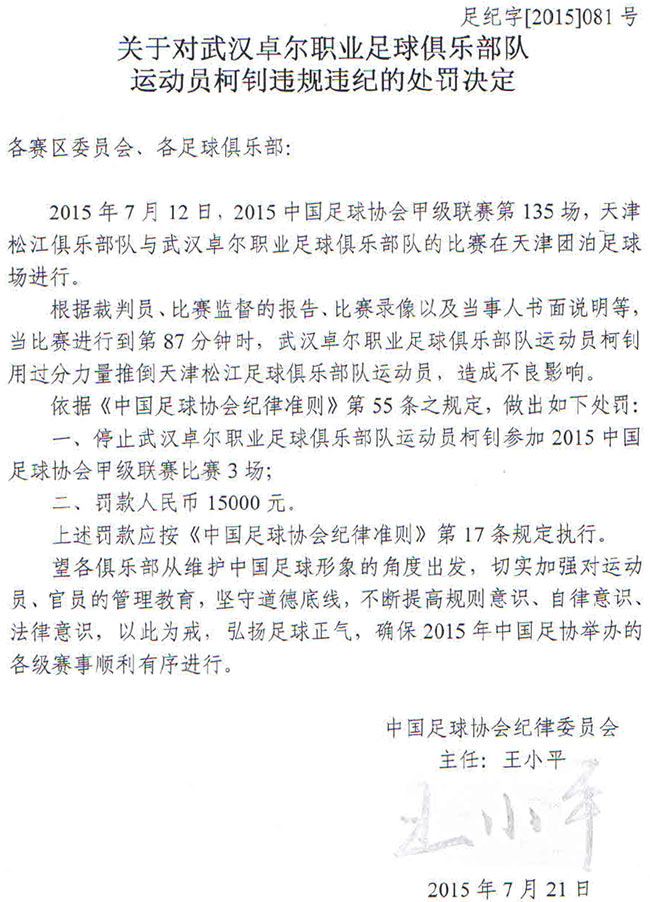 足纪字[2015]081 号
关于对武汉卓尔职业足球俱乐部队
运动员柯钊违规违纪的处罚决定
各赛区委员会、各足球俱乐部：
2015 年 7 月 12 日，2015 中国足球协会甲级联赛第 135 场，天津
松江俱乐部队与武汉卓尔职业足球俱乐部队的比赛在天津团泊足球
场进行。
根据裁判员、比赛监督的报告、比赛录像以及当事人书面说明等，
当比赛进行到第 87 分钟时，武汉卓尔职业足球俱乐部队运动员柯钊
用过分力量推倒天津松江足球俱乐部队运动员，造成不良影响。
依据《中国足球协会纪律准则》第 55 条之规定，做出如下处罚：
一、停止武汉卓尔职业足球俱乐部队运动员柯钊参加 2015 中国
足球协会甲级联赛比赛 3 场；
二、罚款人民币 15000 元。
上述罚款应按《中国足球协会纪律准则》第 17 条规定执行。
望各俱乐部从维护中国足球形象的角度出发，切实加强对运动
员、官员的管理教育，坚守道德底线，不断提高规则意识、自律意识、
法律意识，以此为戒，弘扬足球正气，确保 2015 年中国足协举办的
各级赛事顺利有序进行。
中国足球协会纪律委员会
主任：王小平
王小平
2015 年 7 月 21 日